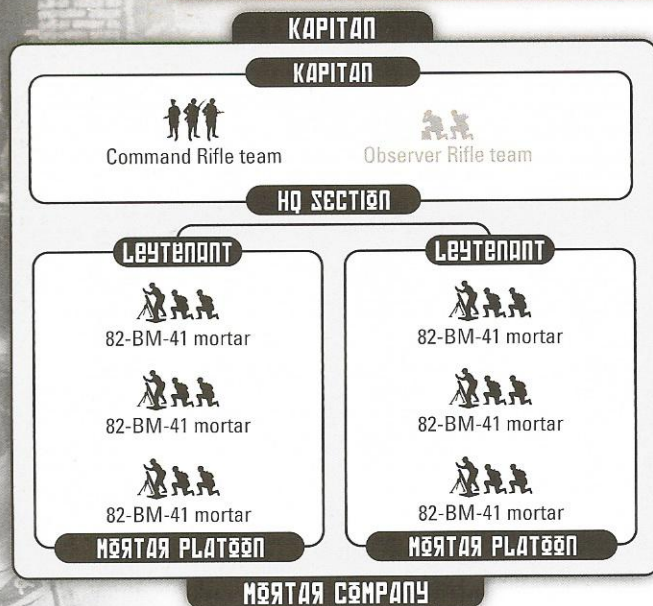 KAPITAN
KAPITAN
Command Rifle team
Observer Rifle team
HQ SECTION
LEYTENANT
LEYTENANT
82-BM-41 mortar
82-BM-41 mortar
82-BM-41 mortar
82-BM-41 mortar
82-BM-41 mortar
82-BM-41 mortar
MORTAR PLATOON
MORTAR PLATOON
MORTAR COMPANY